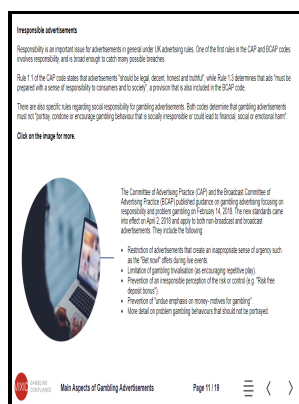 Irresponsible advertisements
Responsibility is an important issue for advertisements in general under UK advertising rules. One of the first rules in the CAP and BCAP codes
involves responsibility, and is broad enough to catch many possible breaches.
Rule 1.1 of the CAP code states that advertisements "should be legal, decent, honest and truthful", while Rule 1.3 determines that ads "must be
prepared with a sense of responsibility to consumers and to society", a provision that is also included in the BCAP code.
There are also specific rules regarding social responsibility for gambling advertisements. Both codes determine that gambling advertisements
must not "portray, condone or encourage gambling behaviour that is socially irresponsible or could lead to financial, social or emotional harm"
Click on the image for more.
The Committee of Advertising Practice (CAP) and the Broadcast Committee of
Advertising Practice (BCAP) published guidance on gambling advertising focusing on
responsibility and problem gambling on February 14, 2018. The new standards came
into effect on April 2, 2018 and apply to both non-broadcast and broadcast
advertisements. They include the following:
• Restriction of advertisements that create an inappropriate sense of urgency such
as the "Bet now!" offers during live events.
• Limitation of gambling trivialisation (as encouraging repetitive play).
• Prevention of an irresponsible perception of the risk or control (e.g. "Risk free
deposit bonus")
• Prevention of "undue emphasis on money- motives for gambling".
• More detail on problem gambling behaviours that should not be portrayed.
VIXIO GAMBLING
COMPLIANCE
Main Aspects of Gambling Advertisements
Page 11 / 19